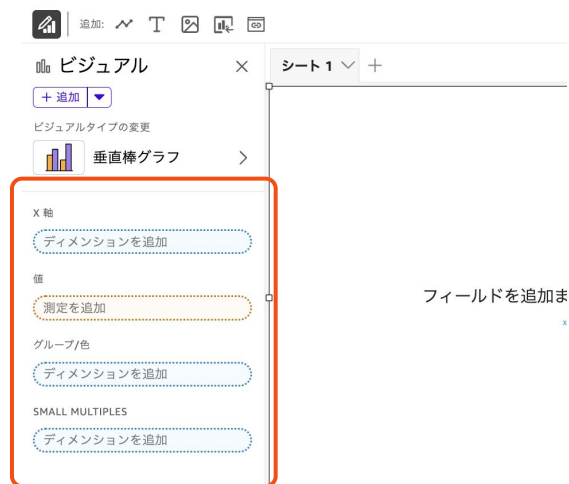 追加:
ビジュアル
シート 1
+ 追加
ビジュアルタイプの変更
垂直棒グラフ
X 軸
ディメンションを追加
値
測定を追加
グループ/色
ディメンションを追加
SMALL MULTIPLES
ディメンションを追加
フィールドを追加ま